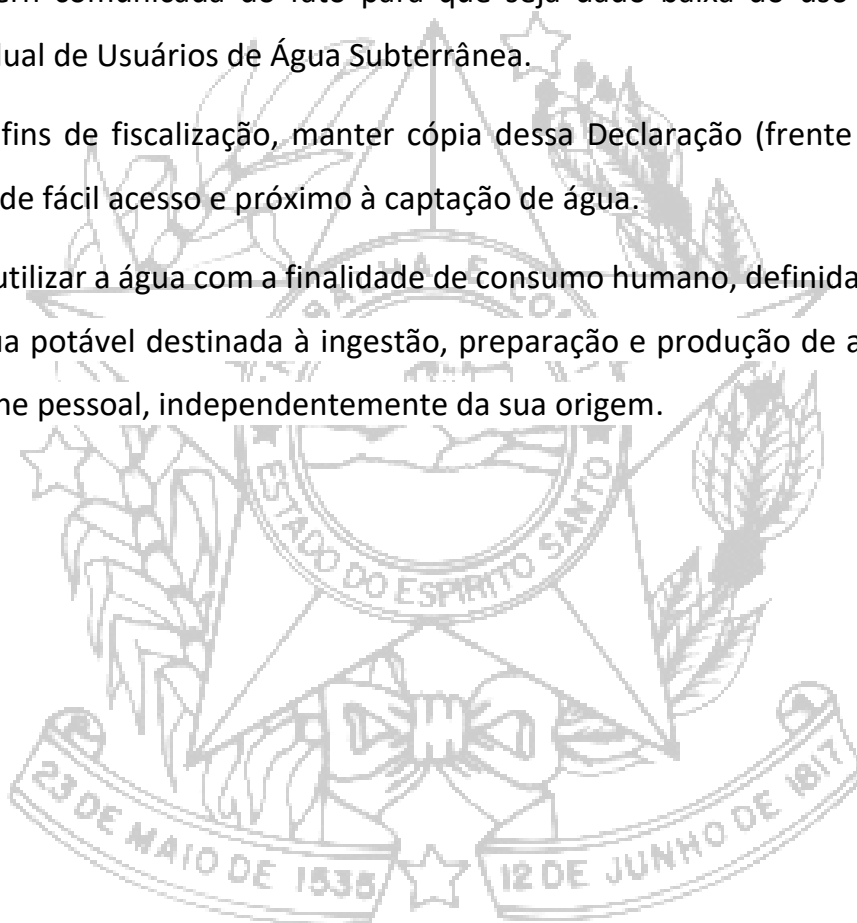 em comunicada do fato para que seja dado baixa do uso
dual de Usuários de Água Subterrânea.
fins de fiscalização, manter cópia dessa Declaração (frente
de fácil acesso e próximo à captação de água.
utilizar a água com a finalidade de consumo humano, definida
ua potável destinada à ingestão, preparação e produção de a
ne pessoal, independentemente da sua origem.
ESTADO DO ESPIRITO SANTO
23 DE MAIO DE 1535
12 DE JUNHO DE 1817